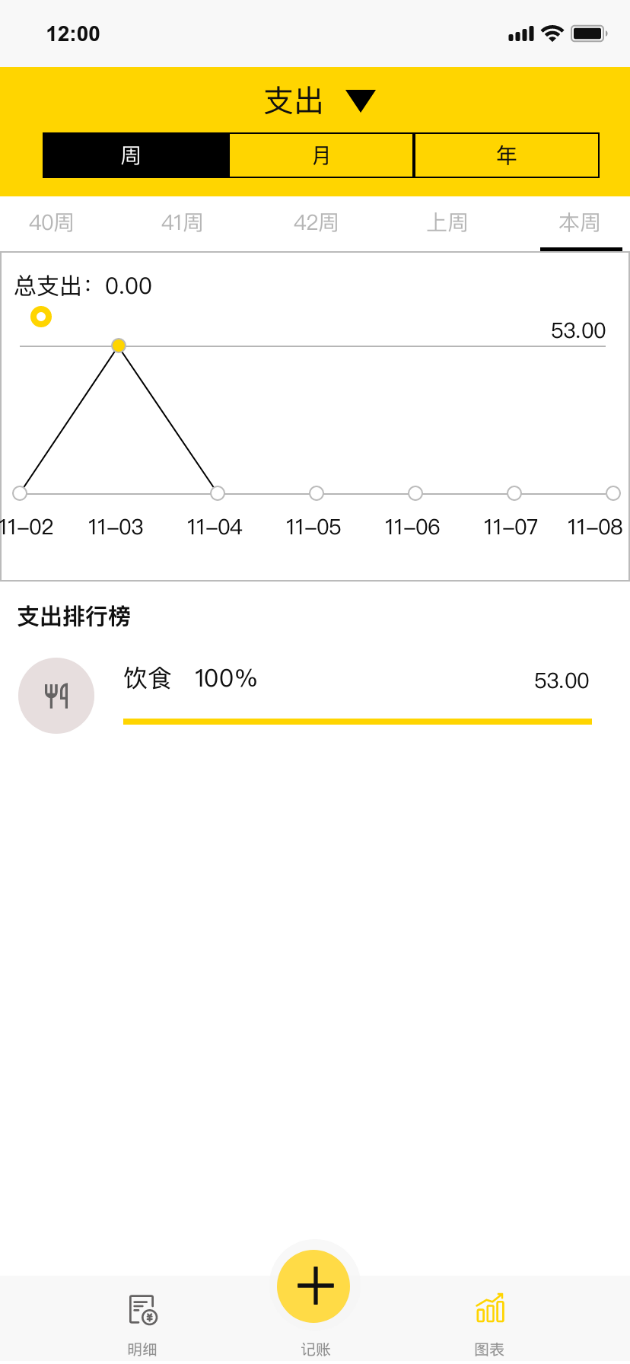 12:00
支出
周 月 年
40周 41周 42周 上周 本周
总支出：0.00
53.00
11–02 11–03 11–04 11–05 11–06 11–07 11–08
支出排行榜
饮食 100% 53.00
明细 记账 图表